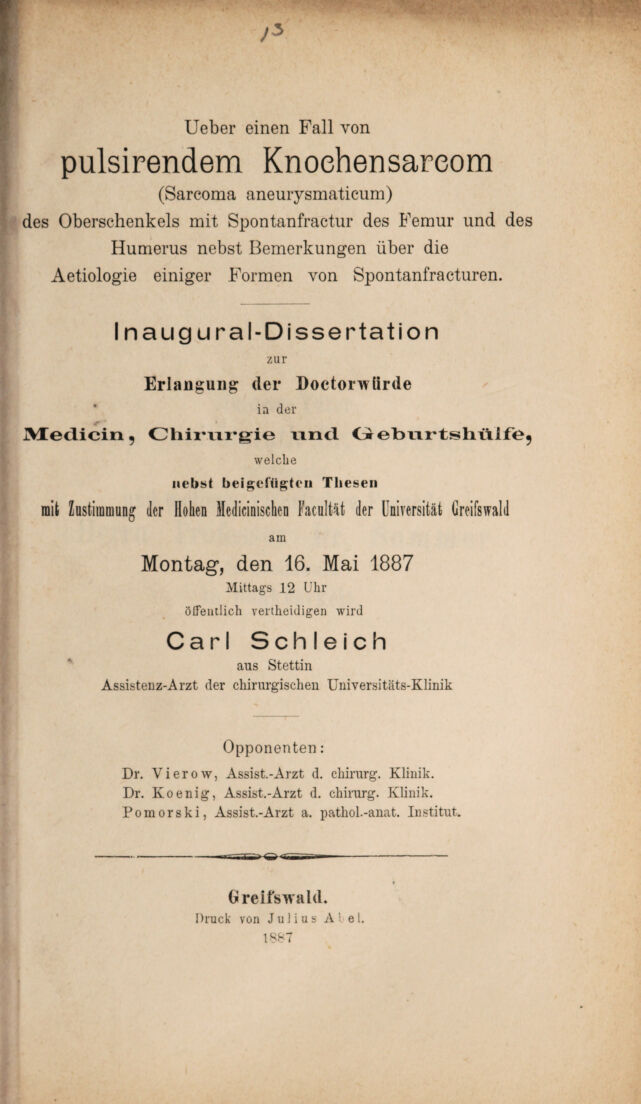 13
Ueber einen Fall von
pulsirendem Knochensarcom
(Sarcoma aneurysmaticum)
des Oberschenkels mit Spontanfractur des Femur und des
Humerus nebst Bemerkungen über die
Aetiologie einiger Formen von Spontanfracturen.
Inaugural-Dissertation
zur
Erlangung der Doctorwürde
in der
Medicin, Chirurgie und Geburtshülfe,
welche
nebst beigefügten Thesen
mit Zustimmung der Hohen Medicinischen Facultät der Universität Greifswald
am
Montag, den 16. Mai 1887
Mittags 12 Uhr
öffentlich vertheidigen wird
Carl Schleich
aus Stettin
Assistenz-Arzt der chirurgischen Universitäts-Klinik
Opponenten:
Dr. Vierow, Assist.-Arzt d. chirurg. Klinik.
Dr. Koenig, Assist.-Arzt d. chirurg. Klinik.
Pomorski, Assist.-Arzt a. pathol.-anat. Institut.
Greifswald.
Druck von Julius Abel.
1887